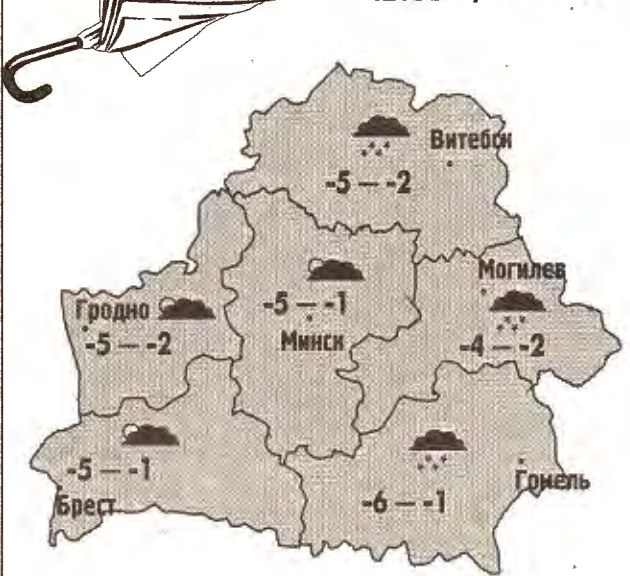 Витебск
-5 — -2
Могилев
-4 — -2
Гродно
-5 — -2
-5 — -1
Минск
-5 — -1
Брест
-6 — -1
Гомель